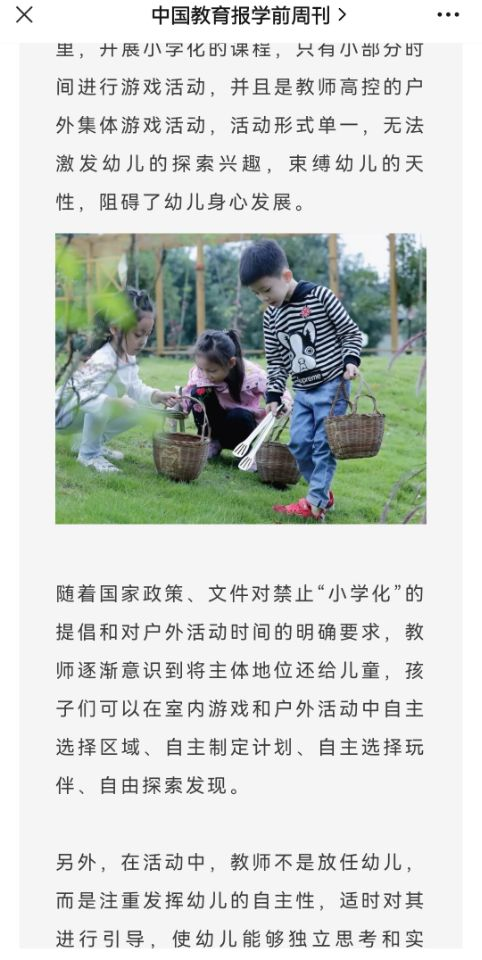 中国教育报学前周刊
里，开展小学化的课程，只有小部分时
间进行游戏活动，并且是教师高控的户
外集体游戏活动，活动形式单一，无法
激发幼儿的探索兴趣，束缚幼儿的天
性，阻碍了幼儿身心发展。
supreme
随着国家政策、文件对禁止“小学化”的
提倡和对户外活动时间的明确要求，教
师逐渐意识到将主体地位还给儿童，孩
子们可以在室内游戏和户外活动中自主
选择区域、自主制定计划、自主选择玩
伴、自由探索发现。
另外，在活动中，教师不是放任幼儿，
而是注重发挥幼儿的自主性，适时对其
进行引导，使幼儿能够独立思考和实